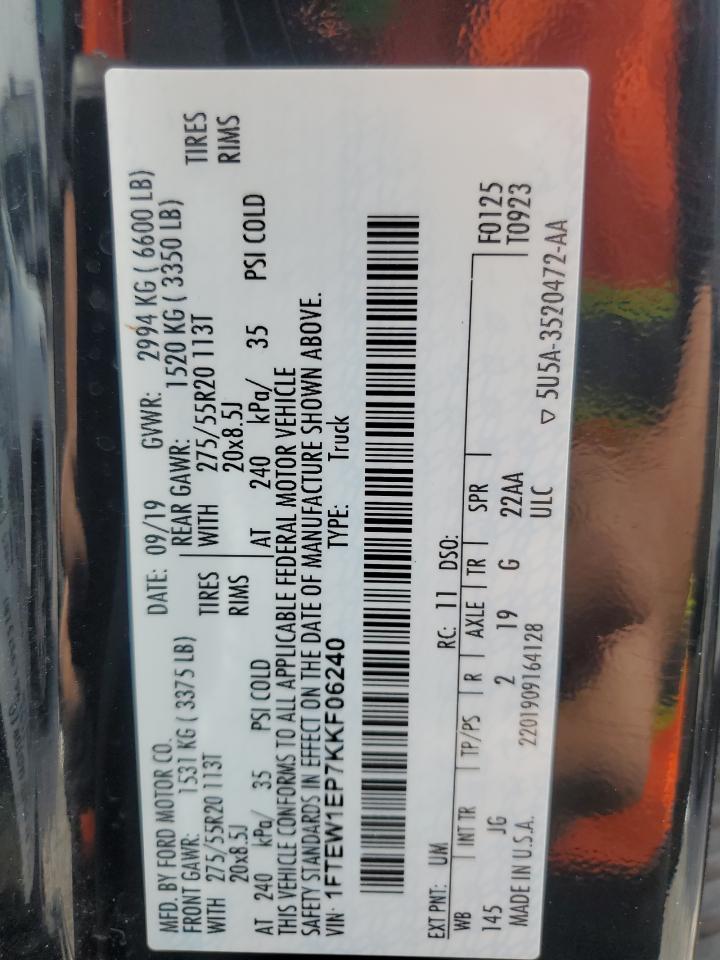 MFD. BY FORD MOTOR CO.
DATE: 09/19 GVWR: 2994 KG ( 6600 LB)
FRONT GAWR: 1531 KG ( 3375 LB) REAR GAWR: 1520 KG ( 3350 LB)
WITH 275/55R20 113T TIRES WITH 275/55R20 113T TIRES
20x8.5J RIMS 20x8.5J RIMS
AT 240 kPa/ 35 PSI COLD AT 240 kPa/ 35 PSI COLD
THIS VEHICLE CONFORMS TO ALL APPLICABLE FEDERAL MOTOR VEHICLE
SAFETY STANDARDS IN EFFECT ON THE DATE OF MANUFACTURE SHOWN ABOVE.
VIN: 1FTEW1EP7KKF06240 TYPE: Truck
EXT PNT: UM RC: 11 DSO:
WB INT TR TP/PS R AXLE TR SPR F0125
145 JG 2 19 G 22AA T0923
MADE IN U.S.A. 2201909164128 ULC
▽ 5U5A-3520472-AA